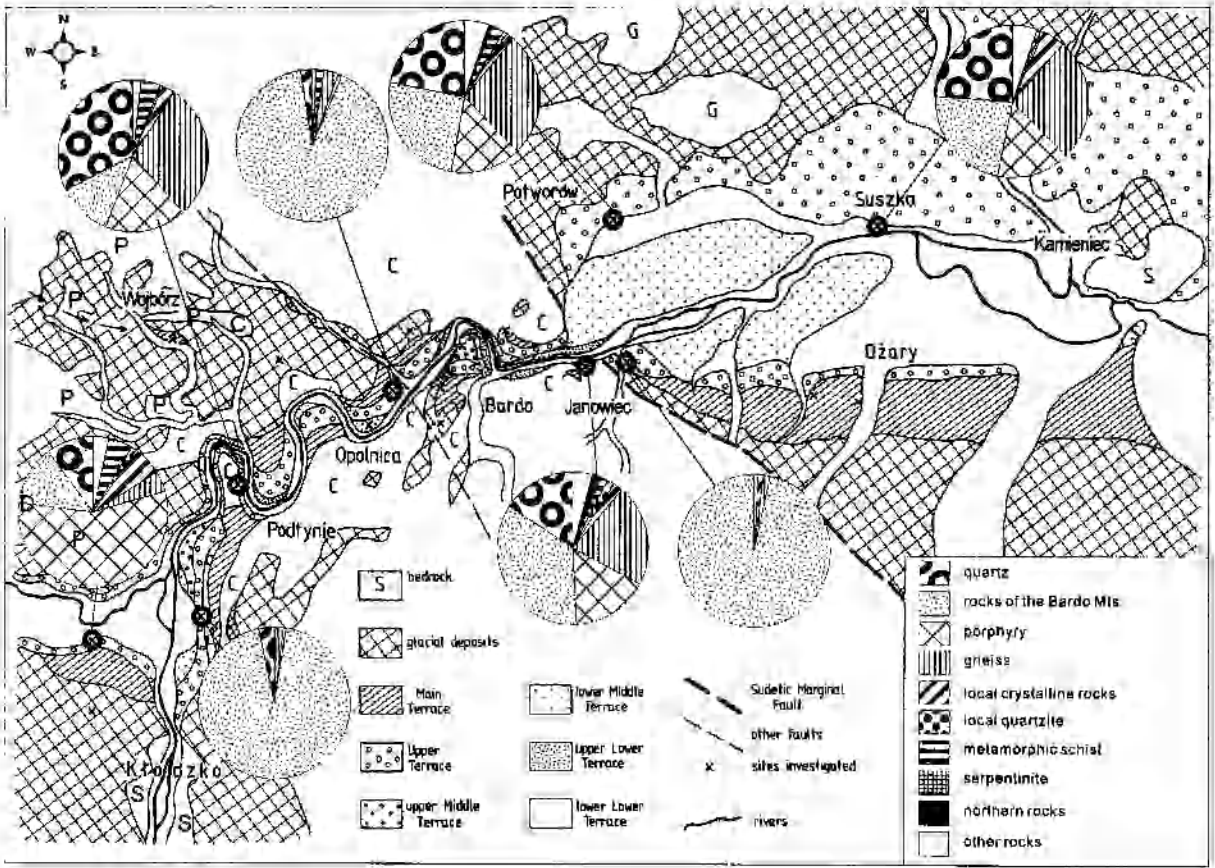 N
W E
S
G
G
Potworów
Suszka
Kamieniec
S
C
P
Wojbórz
P
C
C
C
Ożary
P
P
C
C
Bardo
C
Janowiec
C
C
Opolnica
C
C
P
Podtynie
C
Kłodzko
S
S
S bedrock
glacial deposits
Main
Terrace
Upper
Terrace
upper Middle
Terrace
lower Middle
Terrace
upper Lower
Terrace
lower Lower
Terrace
Sudetic Marginal
Fault
other faults
x sites investigated
rivers
quartz
rocks of the Bardo Mts
porphyry
gneiss
local crystalline rocks
local quartzite
metamorphic schist
serpentinite
northern rocks
other rocks